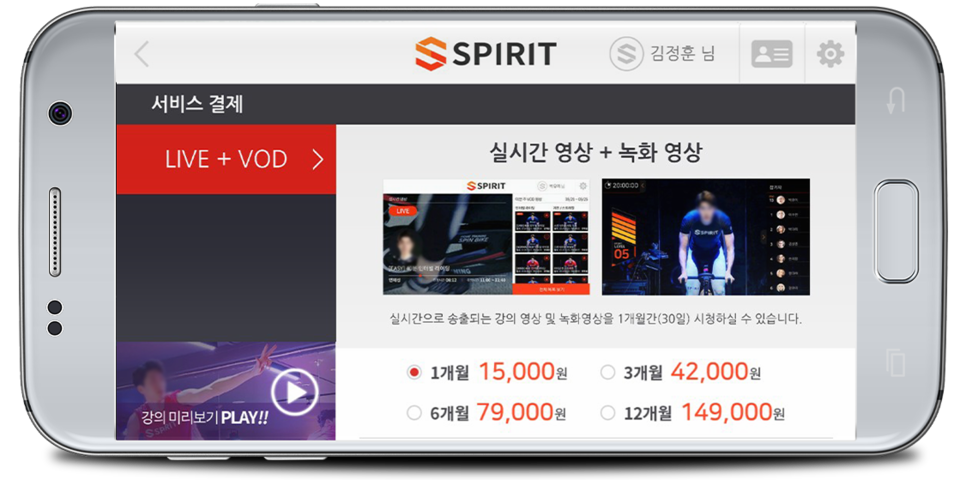 SPIRIT
김정훈 님
서비스 결제
LIVE + VOD
실시간 영상 + 녹화 영상
SPIRIT
LIVE
SPIN BIKE
20:00:00
SPIRIT
05
실시간으로 송출되는 강의 영상 및 녹화영상을 1개월간(30일) 시청하실 수 있습니다.
1개월 15,000원
3개월 42,000원
6개월 79,000원
12개월 149,000원
강의 미리보기 PLAY!!